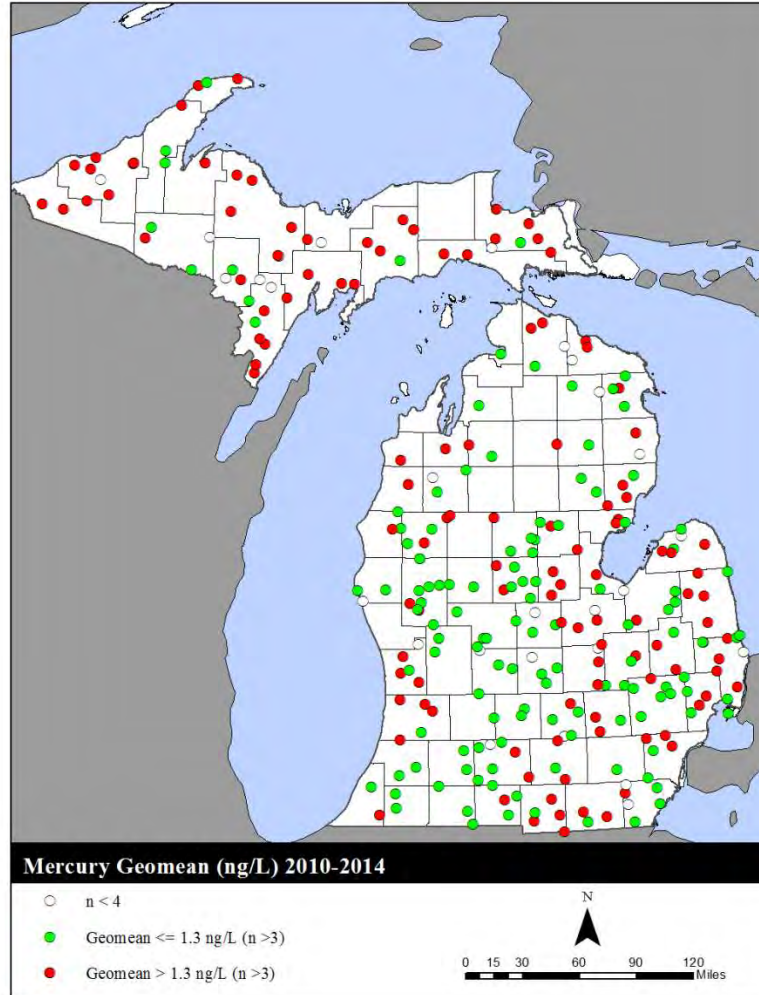 Mercury Geomean (ng/L) 2010-2014
n < 4
Geomean <= 1.3 ng/L (n >3)
Geomean > 1.3 ng/L (n >3)
N
0 15 30 60 90 120
Miles